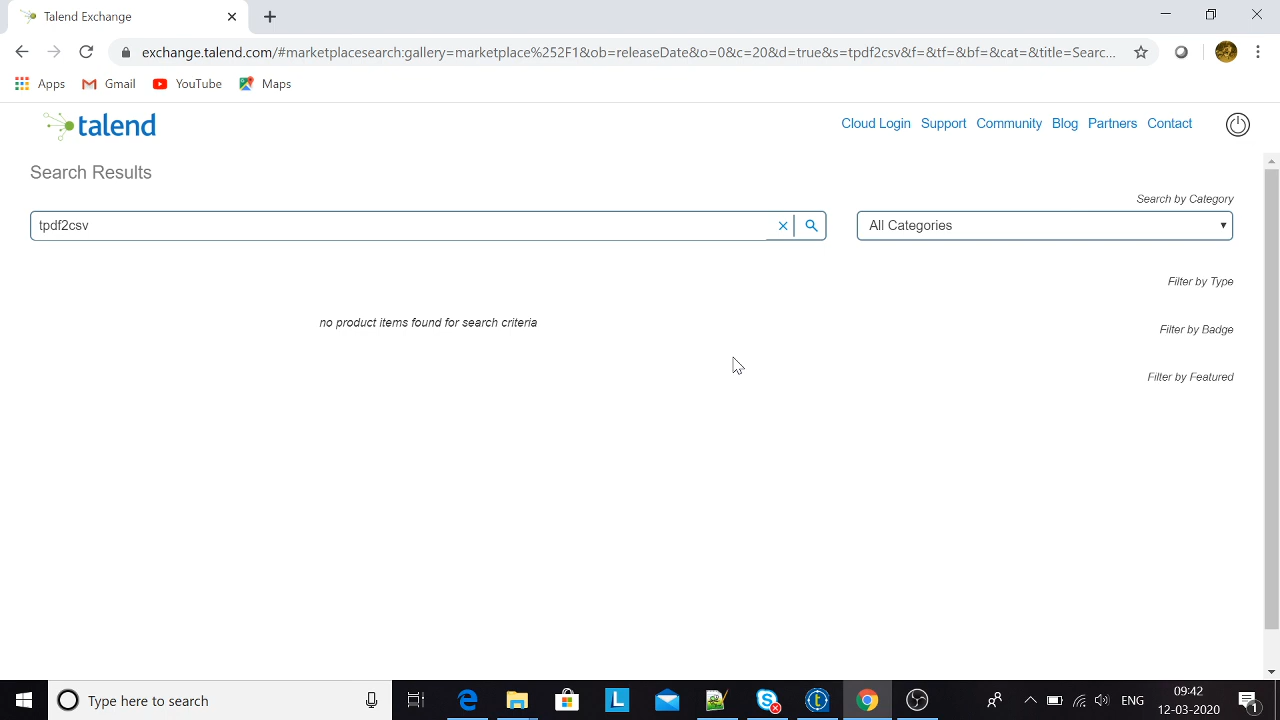 Talend Exchange
exchange.talend.com/#marketplacesearch:gallery=marketplace%252F1&ob=releaseDate&o=0&c=20&d=true&s=tpdf2csv&f=&tf=&bf=&cat=&title=Searc...
Apps Gmail YouTube Maps
talend
Cloud Login Support Community Blog Partners Contact
Search Results
Search by Category
tpdf2csv
All Categories
Filter by Type
no product items found for search criteria
Filter by Badge
Filter by Featured
Type here to search
L
ENG
09:42
12-03-2020
1